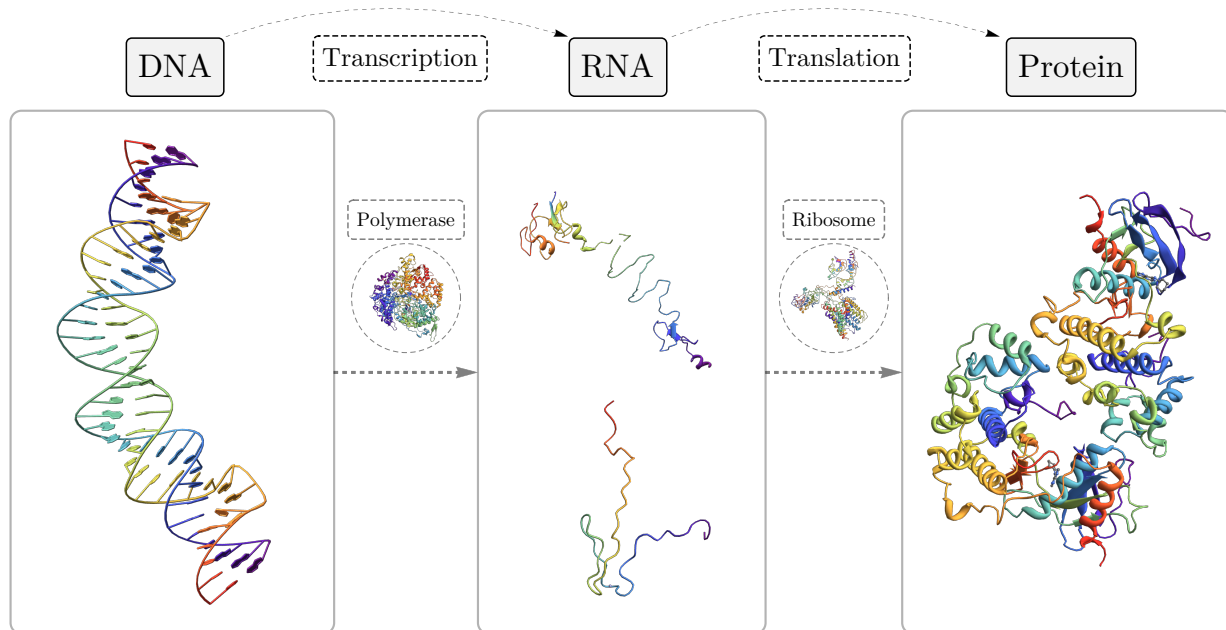 DNA
Transcription
RNA
Translation
Protein
Polymerase
Ribosome